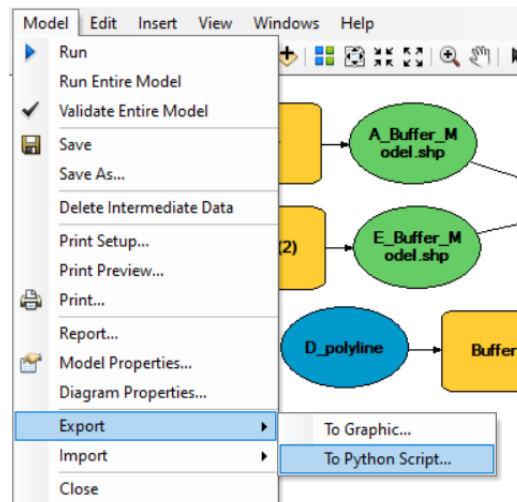 Model Edit Insert View Windows Help
Run
Run Entire Model
Validate Entire Model
Save
Save As...
Delete Intermediate Data
Print Setup...
Print Preview...
Print...
Report...
Model Properties...
Diagram Properties...
Export
Import
Close
To Graphic...
To Python Script...
A_Buffer_M
odel.shp
(2)
E_Buffer_M
odel.shp
D_polyline
Buffer